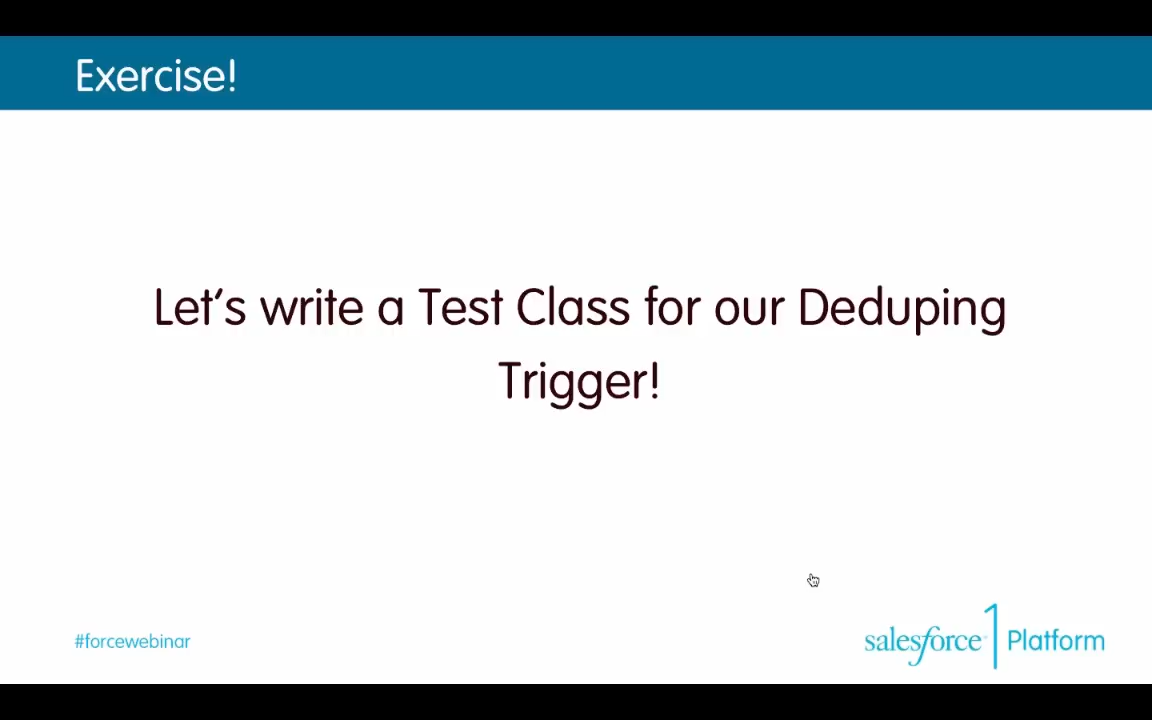 Exercise!
Let's write a Test Class for our Deduping
Trigger!
#forcewebinar
salesforce1 Platform